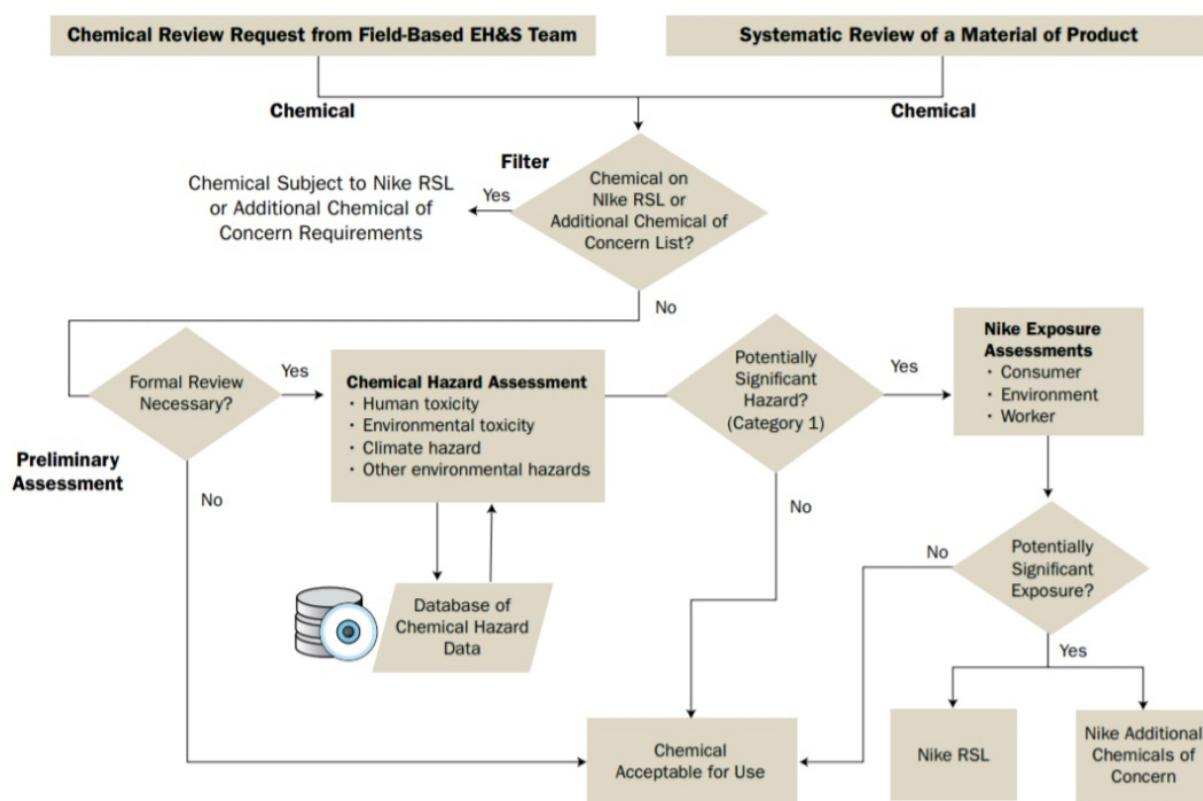 Chemical Review Request from Field-Based EH&S Team
Systematic Review of a Material of Product
Chemical
Chemical
Filter
Chemical on
NIke RSL or
Additional Chemical of
Concern List?
Yes
Chemical Subject to Nike RSL
or Additional Chemical of
Concern Requirements
No
Formal Review
Necessary?
Yes
Preliminary
Assessment
No
Chemical Hazard Assessment
· Human toxicity
· Environmental toxicity
· Climate hazard
· Other environmental hazards
Database of
Chemical Hazard
Data
Potentially
Significant
Hazard?
(Category 1)
Yes
No
Nike Exposure
Assessments
· Consumer
· Environment
· Worker
Potentially
Significant
Exposure?
No
Yes
Chemical
Acceptable for Use
Nike RSL
Nike Additional
Chemicals of
Concern